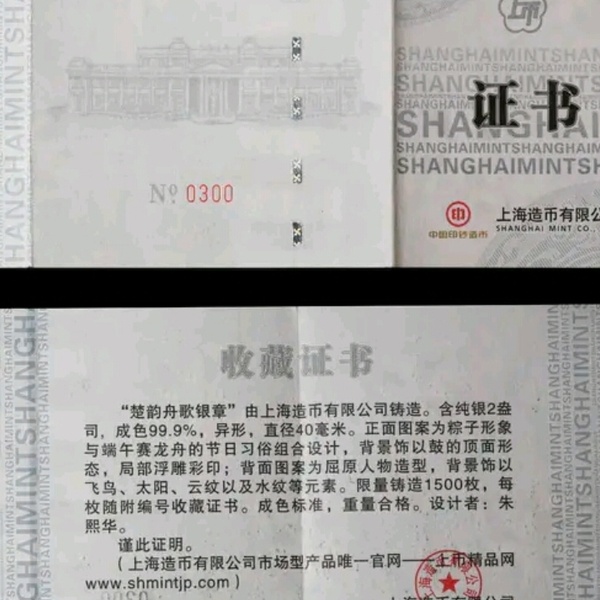 SHANGHAIMINTSHANGHAIMINT
SHANGHAIMINTSHAN
SHANGHAIMINTSHAN
SHANGHAIMINTS
证书
SHANGHAIMINTS
SHANGHAIMINTS
№ 0300
中国印钞造币
上海造币有限公
SHANGHAI MINT CO.,
收藏证书
“楚韵舟歌银章”由上海造币有限公司铸造。含纯银2盎
司,成色99.9%,异形,直径40毫米。正面图案为粽子形象
与端午赛龙舟的节日习俗组合设计,背景饰以鼓的顶面形
态,局部浮雕彩印;背面图案为屈原人物造型,背景饰以
飞鸟、太阳、云纹以及水纹等元素。限量铸造1500枚,每
枚随附编号收藏证书。成色标准,重量合格。设计者:朱
熙华。
谨此证明。
(上海造币有限公司市场型产品唯一官网——上币精品网
www.shmintjp.com)